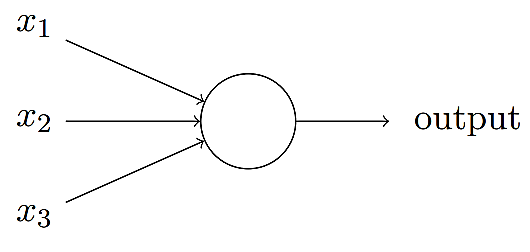 x₁
x₂ output
x₃